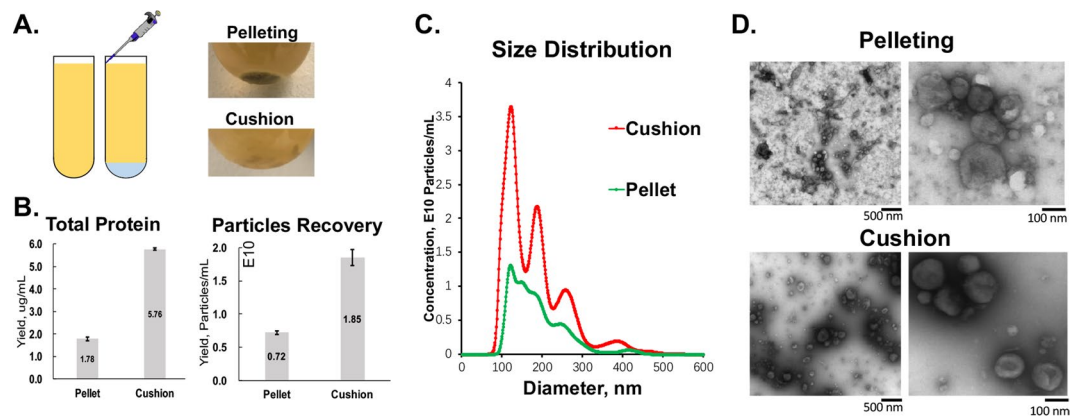 A.
Pelleting
Cushion
B.
Total Protein
Yield, ug/mL
6.0
5.0
4.0
3.0
2.0
1.0
0.0
1.78
5.76
Pellet Cushion
Particles Recovery
Yield, Particles/mL
E10
2.0
1.5
1.0
0.5
0.0
0.72
1.85
Pellet Cushion
C.
Size Distribution
Concentration, E10 Particles/mL
4
3.5
3
2.5
2
1.5
1
0.5
0
Cushion
Pellet
0 100 200 300 400 500 600
Diameter, nm
D.
Pelleting
500 nm
100 nm
Cushion
500 nm
100 nm